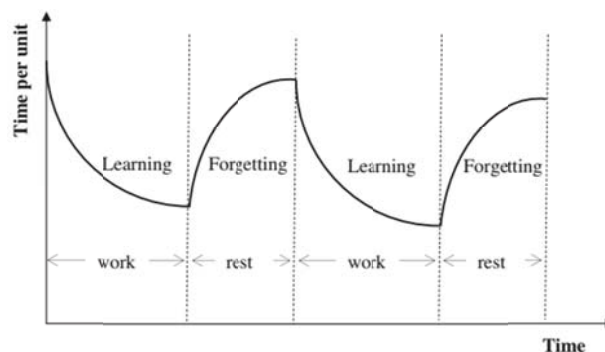 Time per unit
Learning
Forgetting
Learning
Forgetting
work
rest
work
rest
Time